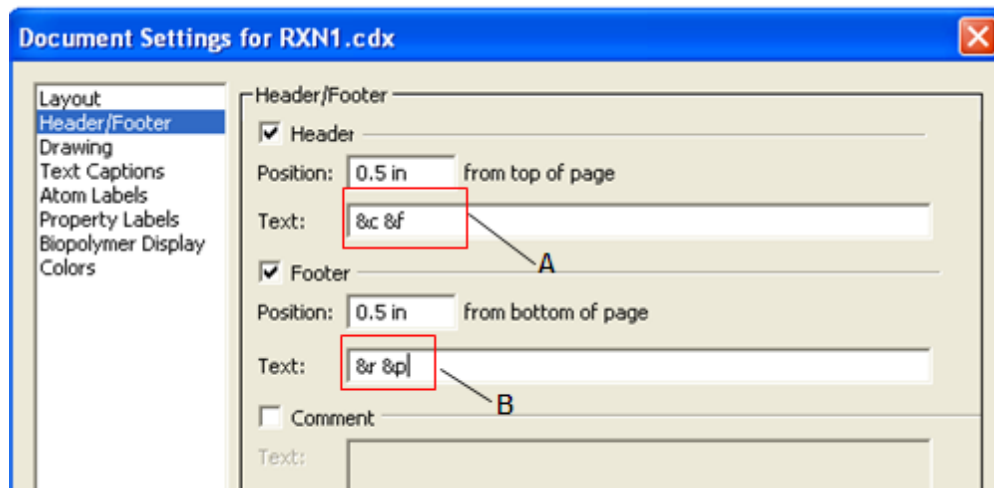 Document Settings for RXN1.cdx
Layout
Header/Footer
Drawing
Text Captions
Atom Labels
Property Labels
Biopolymer Display
Colors
Header/Footer
Header
Position: 0.5 in from top of page
Text: &c &f
A
Footer
Position: 0.5 in from bottom of page
Text: &r &p
B
Comment
Text: